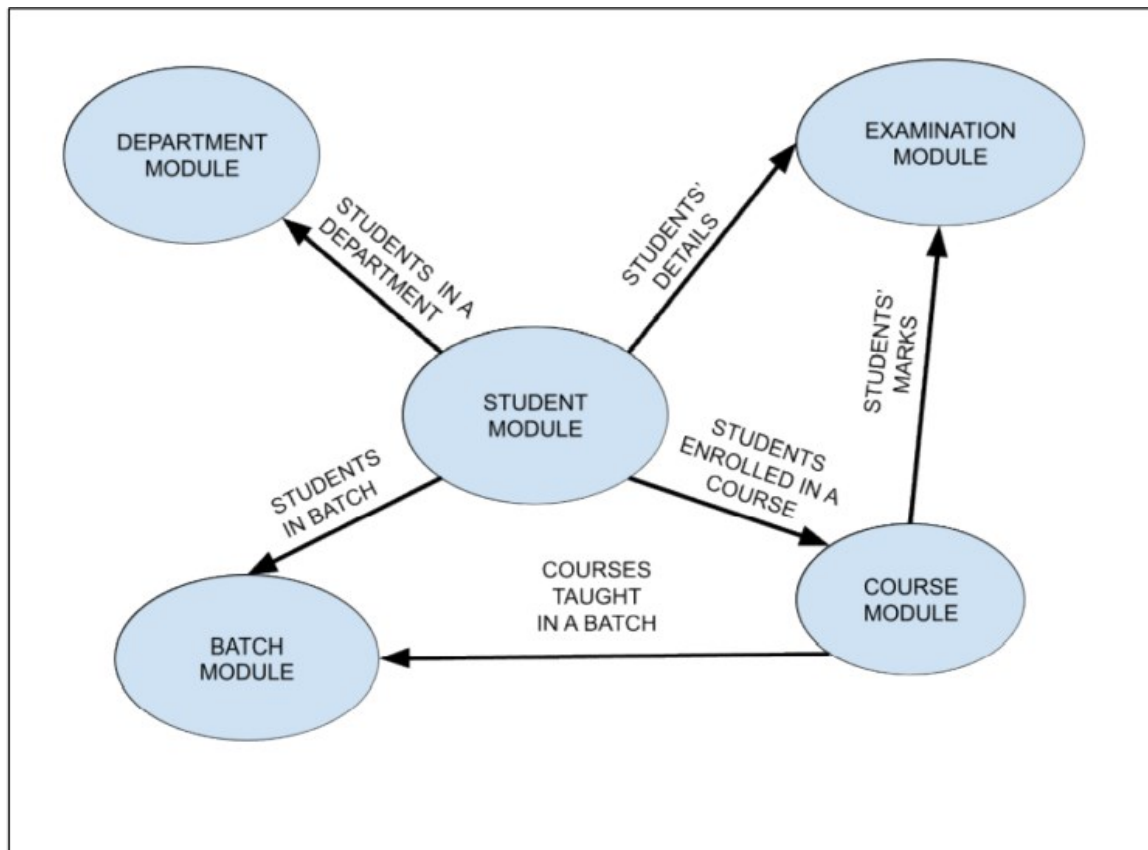 DEPARTMENT
MODULE
EXAMINATION
MODULE
STUDENTS IN A
DEPARTMENT
STUDENTS'
DETAILS
STUDENTS'
MARKS
STUDENT
MODULE
STUDENTS
IN BATCH
STUDENTS
ENROLLED IN A
COURSE
COURSES
TAUGHT
IN A BATCH
COURSE
MODULE
BATCH
MODULE